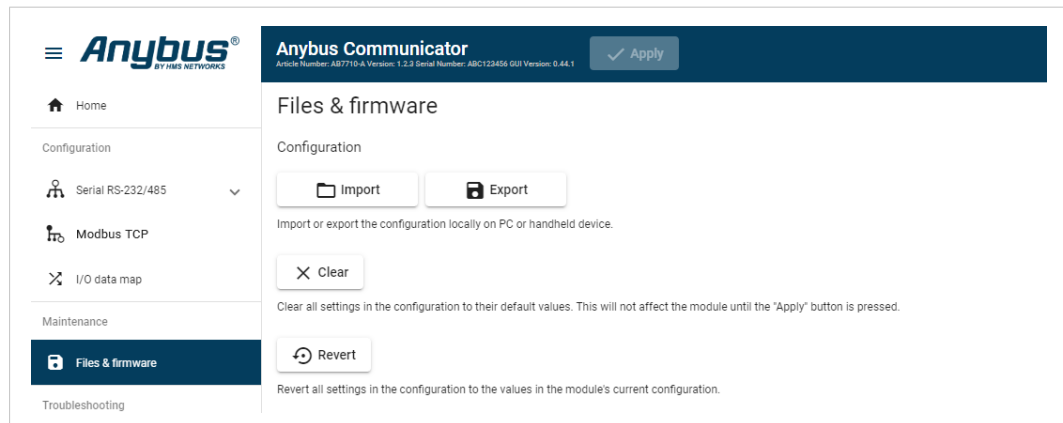 Anybus®
BY HMS NETWORKS
Anybus Communicator
Article Number: AB7710-A Version: 1.2.3 Serial Number: ABC123456 GUI Version: 0.44.1
Apply
Home
Configuration
Serial RS-232/485
Modbus TCP
I/O data map
Maintenance
Files & firmware
Troubleshooting
Files & firmware
Configuration
Import
Export
Import or export the configuration locally on PC or handheld device.
Clear
Clear all settings in the configuration to their default values. This will not affect the module until the "Apply" button is pressed.
Revert
Revert all settings in the configuration to the values in the module's current configuration.